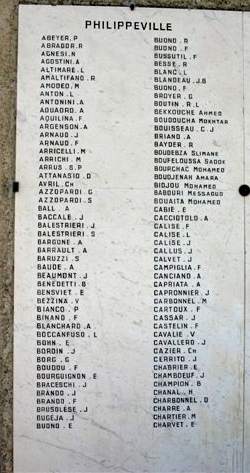 PHILIPPEVILLE
ABEYER.P
ABRADOR.R
AGNESI.N
AGOSTINI.A
ALTIMARE.L
AMALTIFANO.R
AMODEO.M
ANTON.L
ANTONINI.A
AQUADRO.A
AQUILINA.F
ARGENSON.A
ARNAUD.J
ARNAUD.F
ARRICELLI.M
ARRICHI.M
ARRUS.S.P
ATTANASIO.D
AVRIL.CH
AZZOPARDI.G
AZZOPARDI.S
BALL.A
BACCALE.J
BALESTRIERI.J
BALESTRIERI.S
BARGONE.A
BARRAULT.A
BARUZZI.S
BAUDE.A
BEAUMONT.J
BENEDETTI.B
BENSVIET.E
BEZZINA.V
BIANCO.P
BINAND.F
BLANCHARD.A
BOCCANFUSO.L
BOHN.E
BORDIN.J
BORG.G
BOUDOU.F
BOURGUIGNON.E
BRACESCHI.J
BRANDO.J
BRANDO.F
BRUSOLESE.J
BUGEJA.J
BUONO.E
BUONO.R
BUONO.F
BUSSUTIL.F
BESSE.R
BLANC.L
BLANDEAU.J.B
BUONO.F
BROYER.G
BOUTIN.R.L
BEKKOUCHE AHMED
BOUDOUCHA MOKHTAR
BOUISSEAU.C.J
BRIAND.A
BAYDER.R
BOUDEBZA SLIMANE
BOUFELOUSSA SADOK
BOURCHAC MOHAMED
BOUDJENAH AMARA
BIDJOU MOHAMED
BABOURI MESSAOUD
BOUAITA MOHAMED
CABIE.E
CACCIOTOLO.A
CALISE.F
CALISE.L
CALISE.J
CALLUS.J
CALVET.J
CAMPIGLIA.F
CANCIANO.A
CAPRIATA.A
CAPRONNIER.J
CARBONNEL.M
CARTOUX.F
CASSAR.J
CASTELIN.F
CAVALIE.V
CAVALLERO.J
CAZIER.CH
CERRITO.J
CHABRIER.E
CHAMBOEUF.J
CHAMPION.B
CHANAL.H
CHARBONNEL.D
CHARRE.A
CHARTIER.M
CHARVET.E